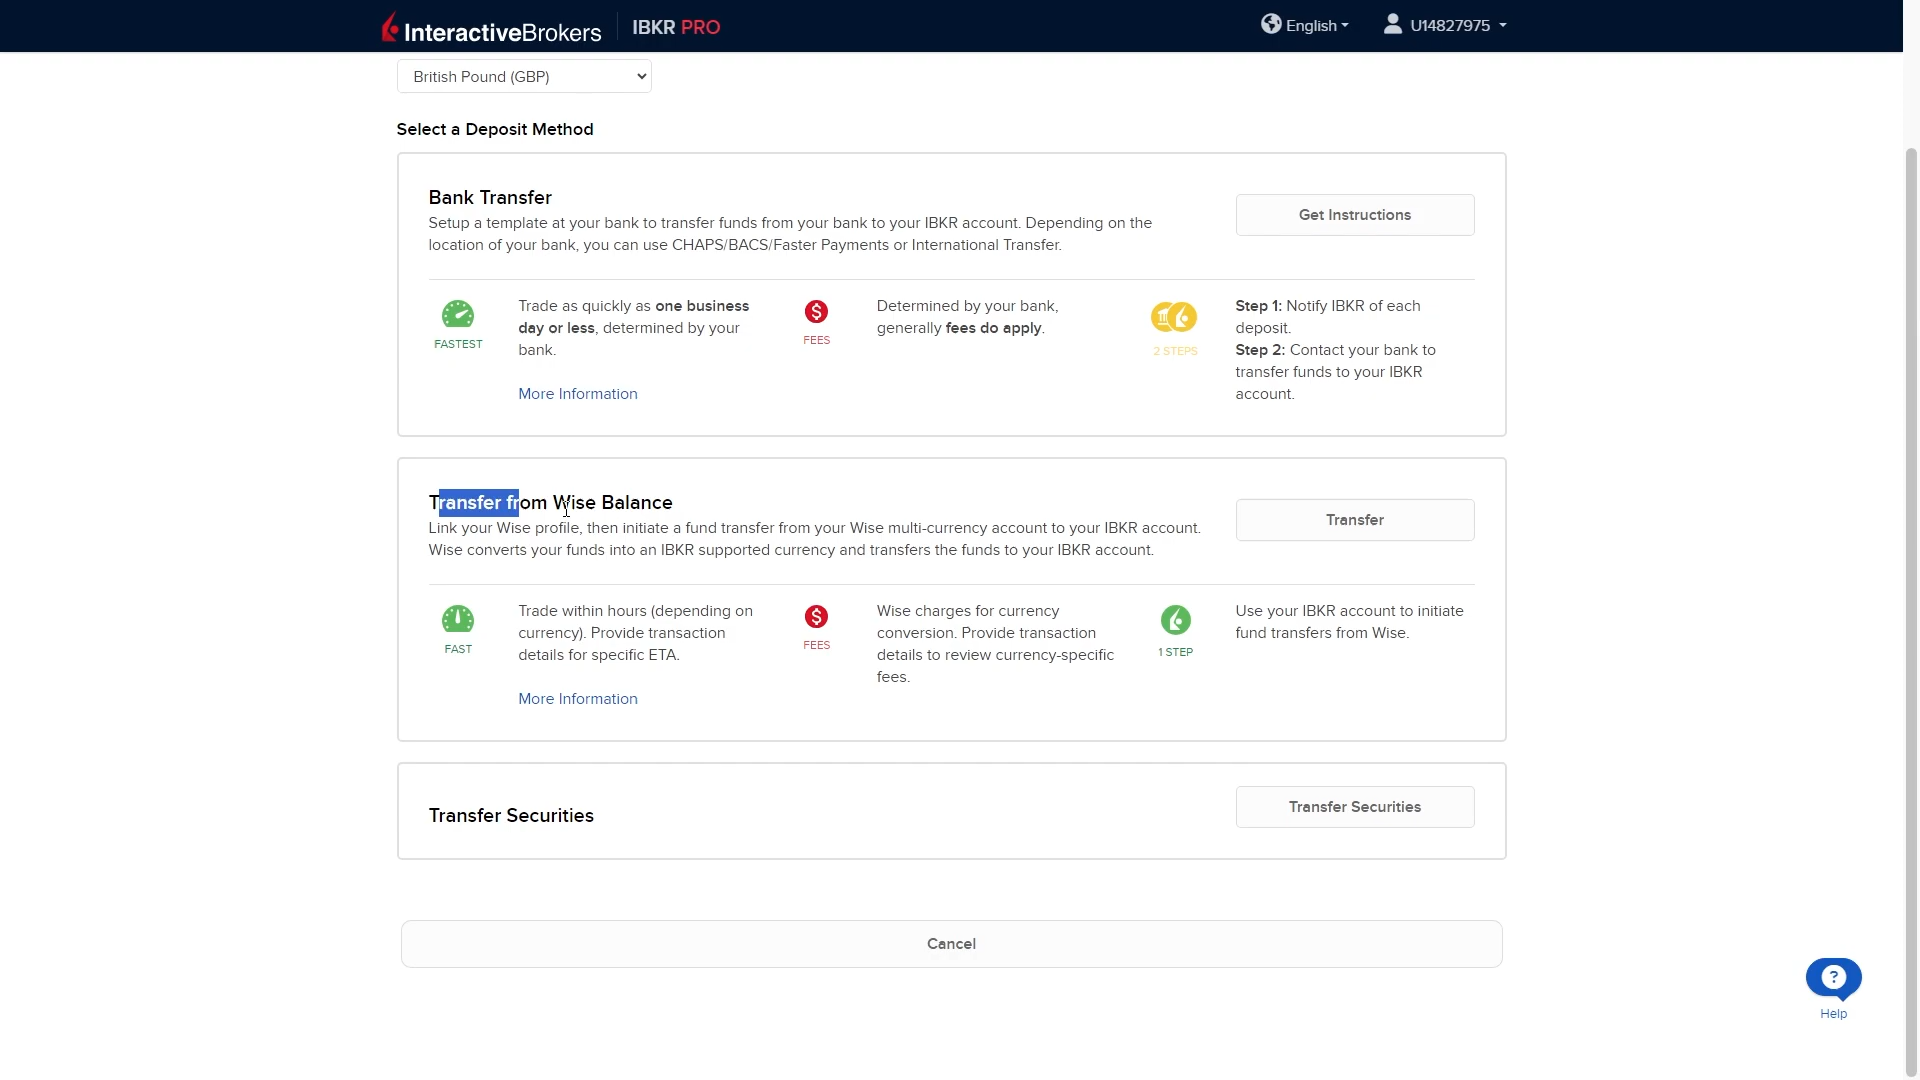 InteractiveBrokers IBKR PRO English U14827975
British Pound (GBP)
Select a Deposit Method
Bank Transfer
Setup a template at your bank to transfer funds from your bank to your IBKR account. Depending on the
location of your bank, you can use CHAPS/BACS/Faster Payments or International Transfer.
Get Instructions
FASTEST
Trade as quickly as one business
day or less, determined by your
bank.
More Information
$
FEES
Determined by your bank,
generally fees do apply.
2 STEPS
Step 1: Notify IBKR of each
deposit.
Step 2: Contact your bank to
transfer funds to your IBKR
account.
Transfer from Wise Balance
Link your Wise profile, then initiate a fund transfer from your Wise multi-currency account to your IBKR account.
Wise converts your funds into an IBKR supported currency and transfers the funds to your IBKR account.
Transfer
FAST
Trade within hours (depending on
currency). Provide transaction
details for specific ETA.
More Information
$
FEES
Wise charges for currency
conversion. Provide transaction
details to review currency-specific
fees.
1 STEP
Use your IBKR account to initiate
fund transfers from Wise.
Transfer Securities
Transfer Securities
Cancel
?
Help